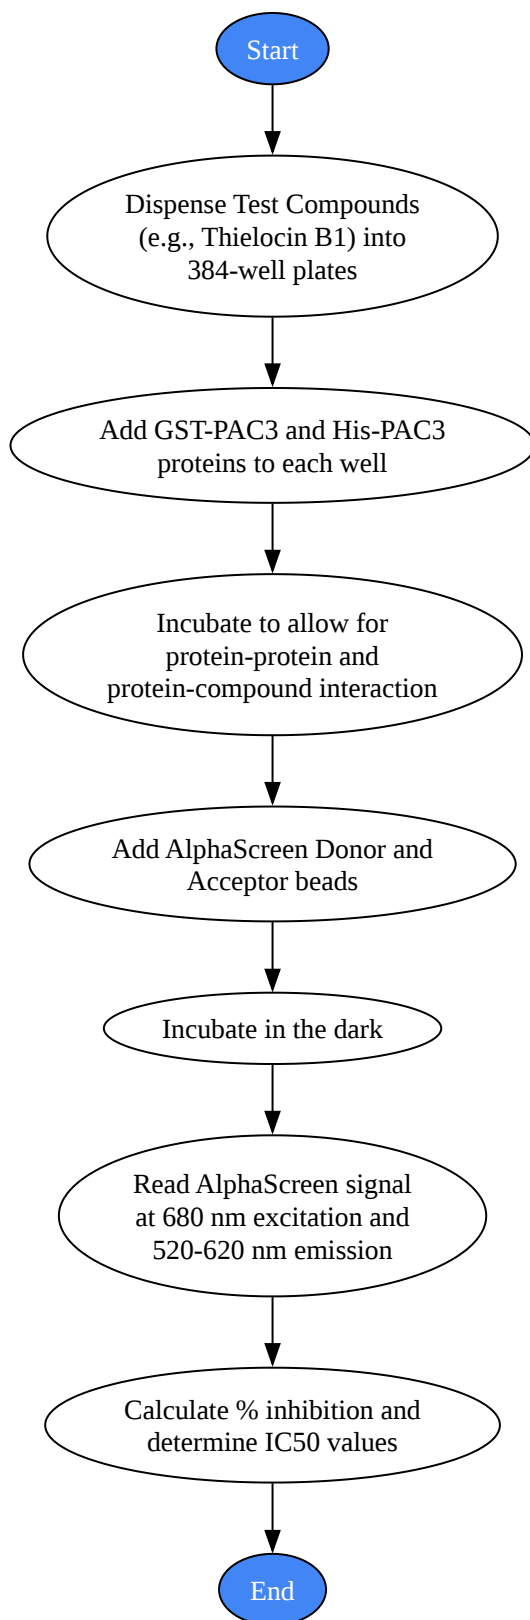 Start
Dispense Test Compounds
(e.g., Thielocin B1) into
384-well plates
Add GST-PAC3 and His-PAC3
proteins to each well
Incubate to allow for
protein-protein and
protein-compound interaction
Add AlphaScreen Donor and
Acceptor beads
Incubate in the dark
Read AlphaScreen signal
at 680 nm excitation and
520-620 nm emission
Calculate % inhibition and
determine IC50 values
End